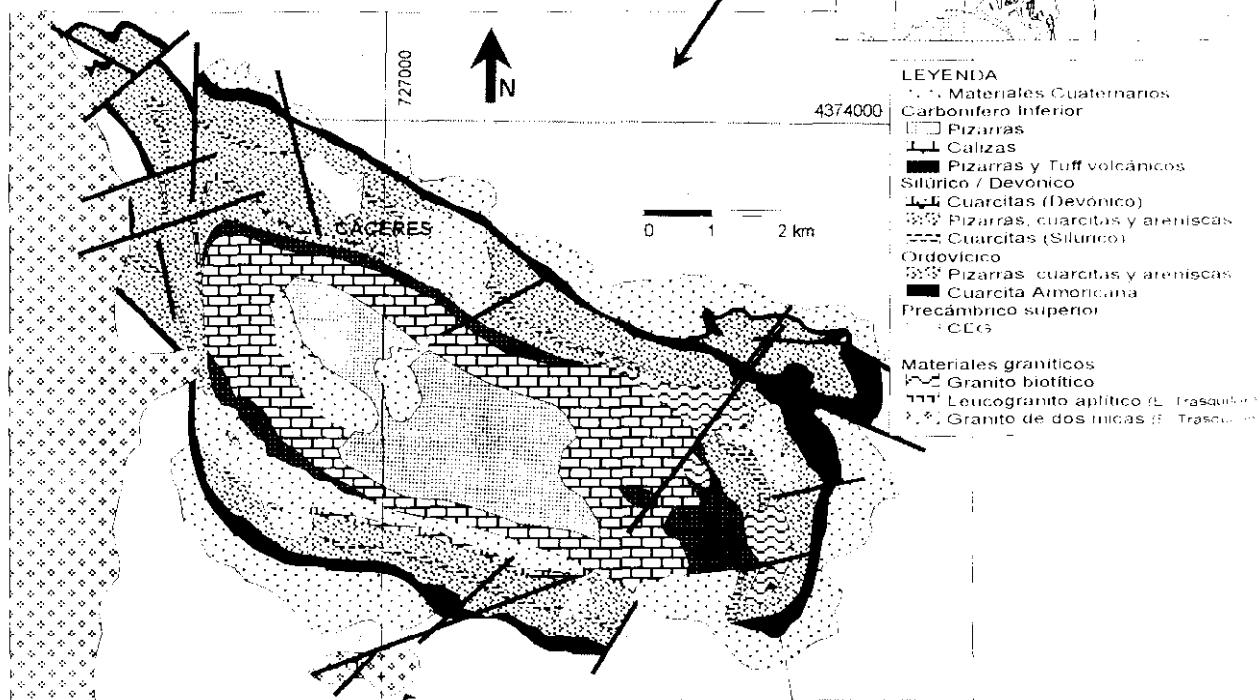 727000
N
4374000
CÁCERES
0 1 2 km
LEYENDA
Materiales Cuaternarios
Carbonífero Inferior
Pizarras
Calizas
Pizarras y Tuff volcánicos
Silúrico / Devónico
Cuarcitas (Devónico)
Pizarras, cuarcitas y areniscas
Cuarcitas (Silúrico)
Ordovícico
Pizarras cuarcitas y areniscas
Cuarcita Armoricana
Precámbrico superior
CEG
Materiales graníticos
Granito biotítico
Leucogranito aplítico
Granito de dos micas